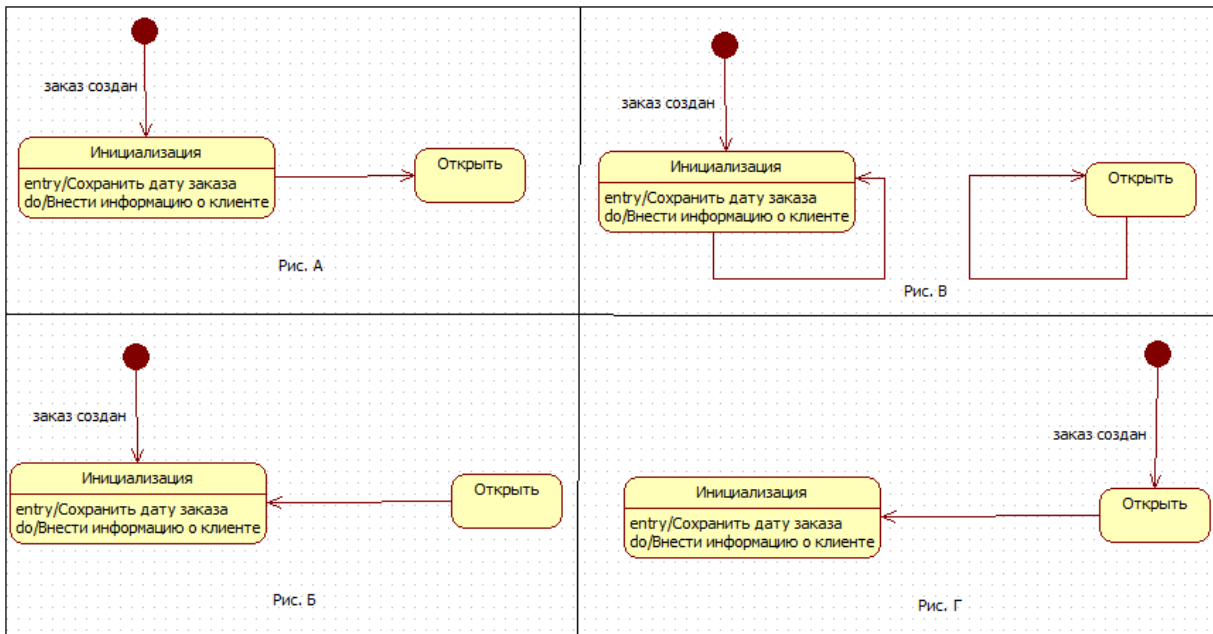 заказ создан
Инициализация
entry/Сохранить дату заказа
do/Внести информацию о клиенте
Открыть
Рис. А
заказ создан
Инициализация
entry/Сохранить дату заказа
do/Внести информацию о клиенте
Открыть
Рис. В
заказ создан
Инициализация
entry/Сохранить дату заказа
do/Внести информацию о клиенте
Открыть
Рис. Б
заказ создан
Инициализация
entry/Сохранить дату заказа
do/Внести информацию о клиенте
Открыть
Рис. Г